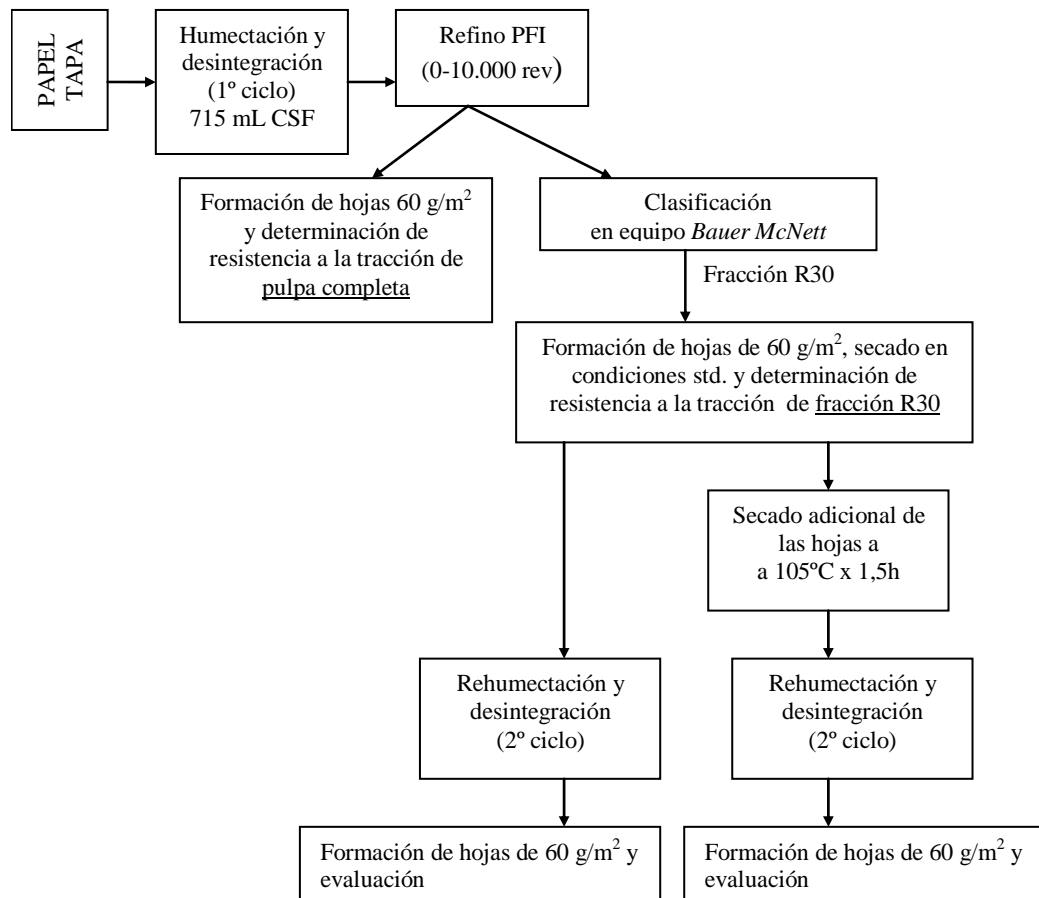 PAPEL
TAPA
Humectación y
desintegración
(1º ciclo)
715 mL CSF
Refino PFI
(0-10.000 rev)
Formación de hojas 60 g/m²
y determinación de
resistencia a la tracción de
pulpa completa
Clasificación
en equipo Bauer McNett
Fracción R30
Formación de hojas de 60 g/m², secado en
condiciones std. y determinación de
resistencia a la tracción de fracción R30
Secado adicional de
las hojas a
a 105ºC x 1,5h
Rehumectación y
desintegración
(2º ciclo)
Rehumectación y
desintegración
(2º ciclo)
Formación de hojas de 60 g/m² y
evaluación
Formación de hojas de 60 g/m² y
evaluación